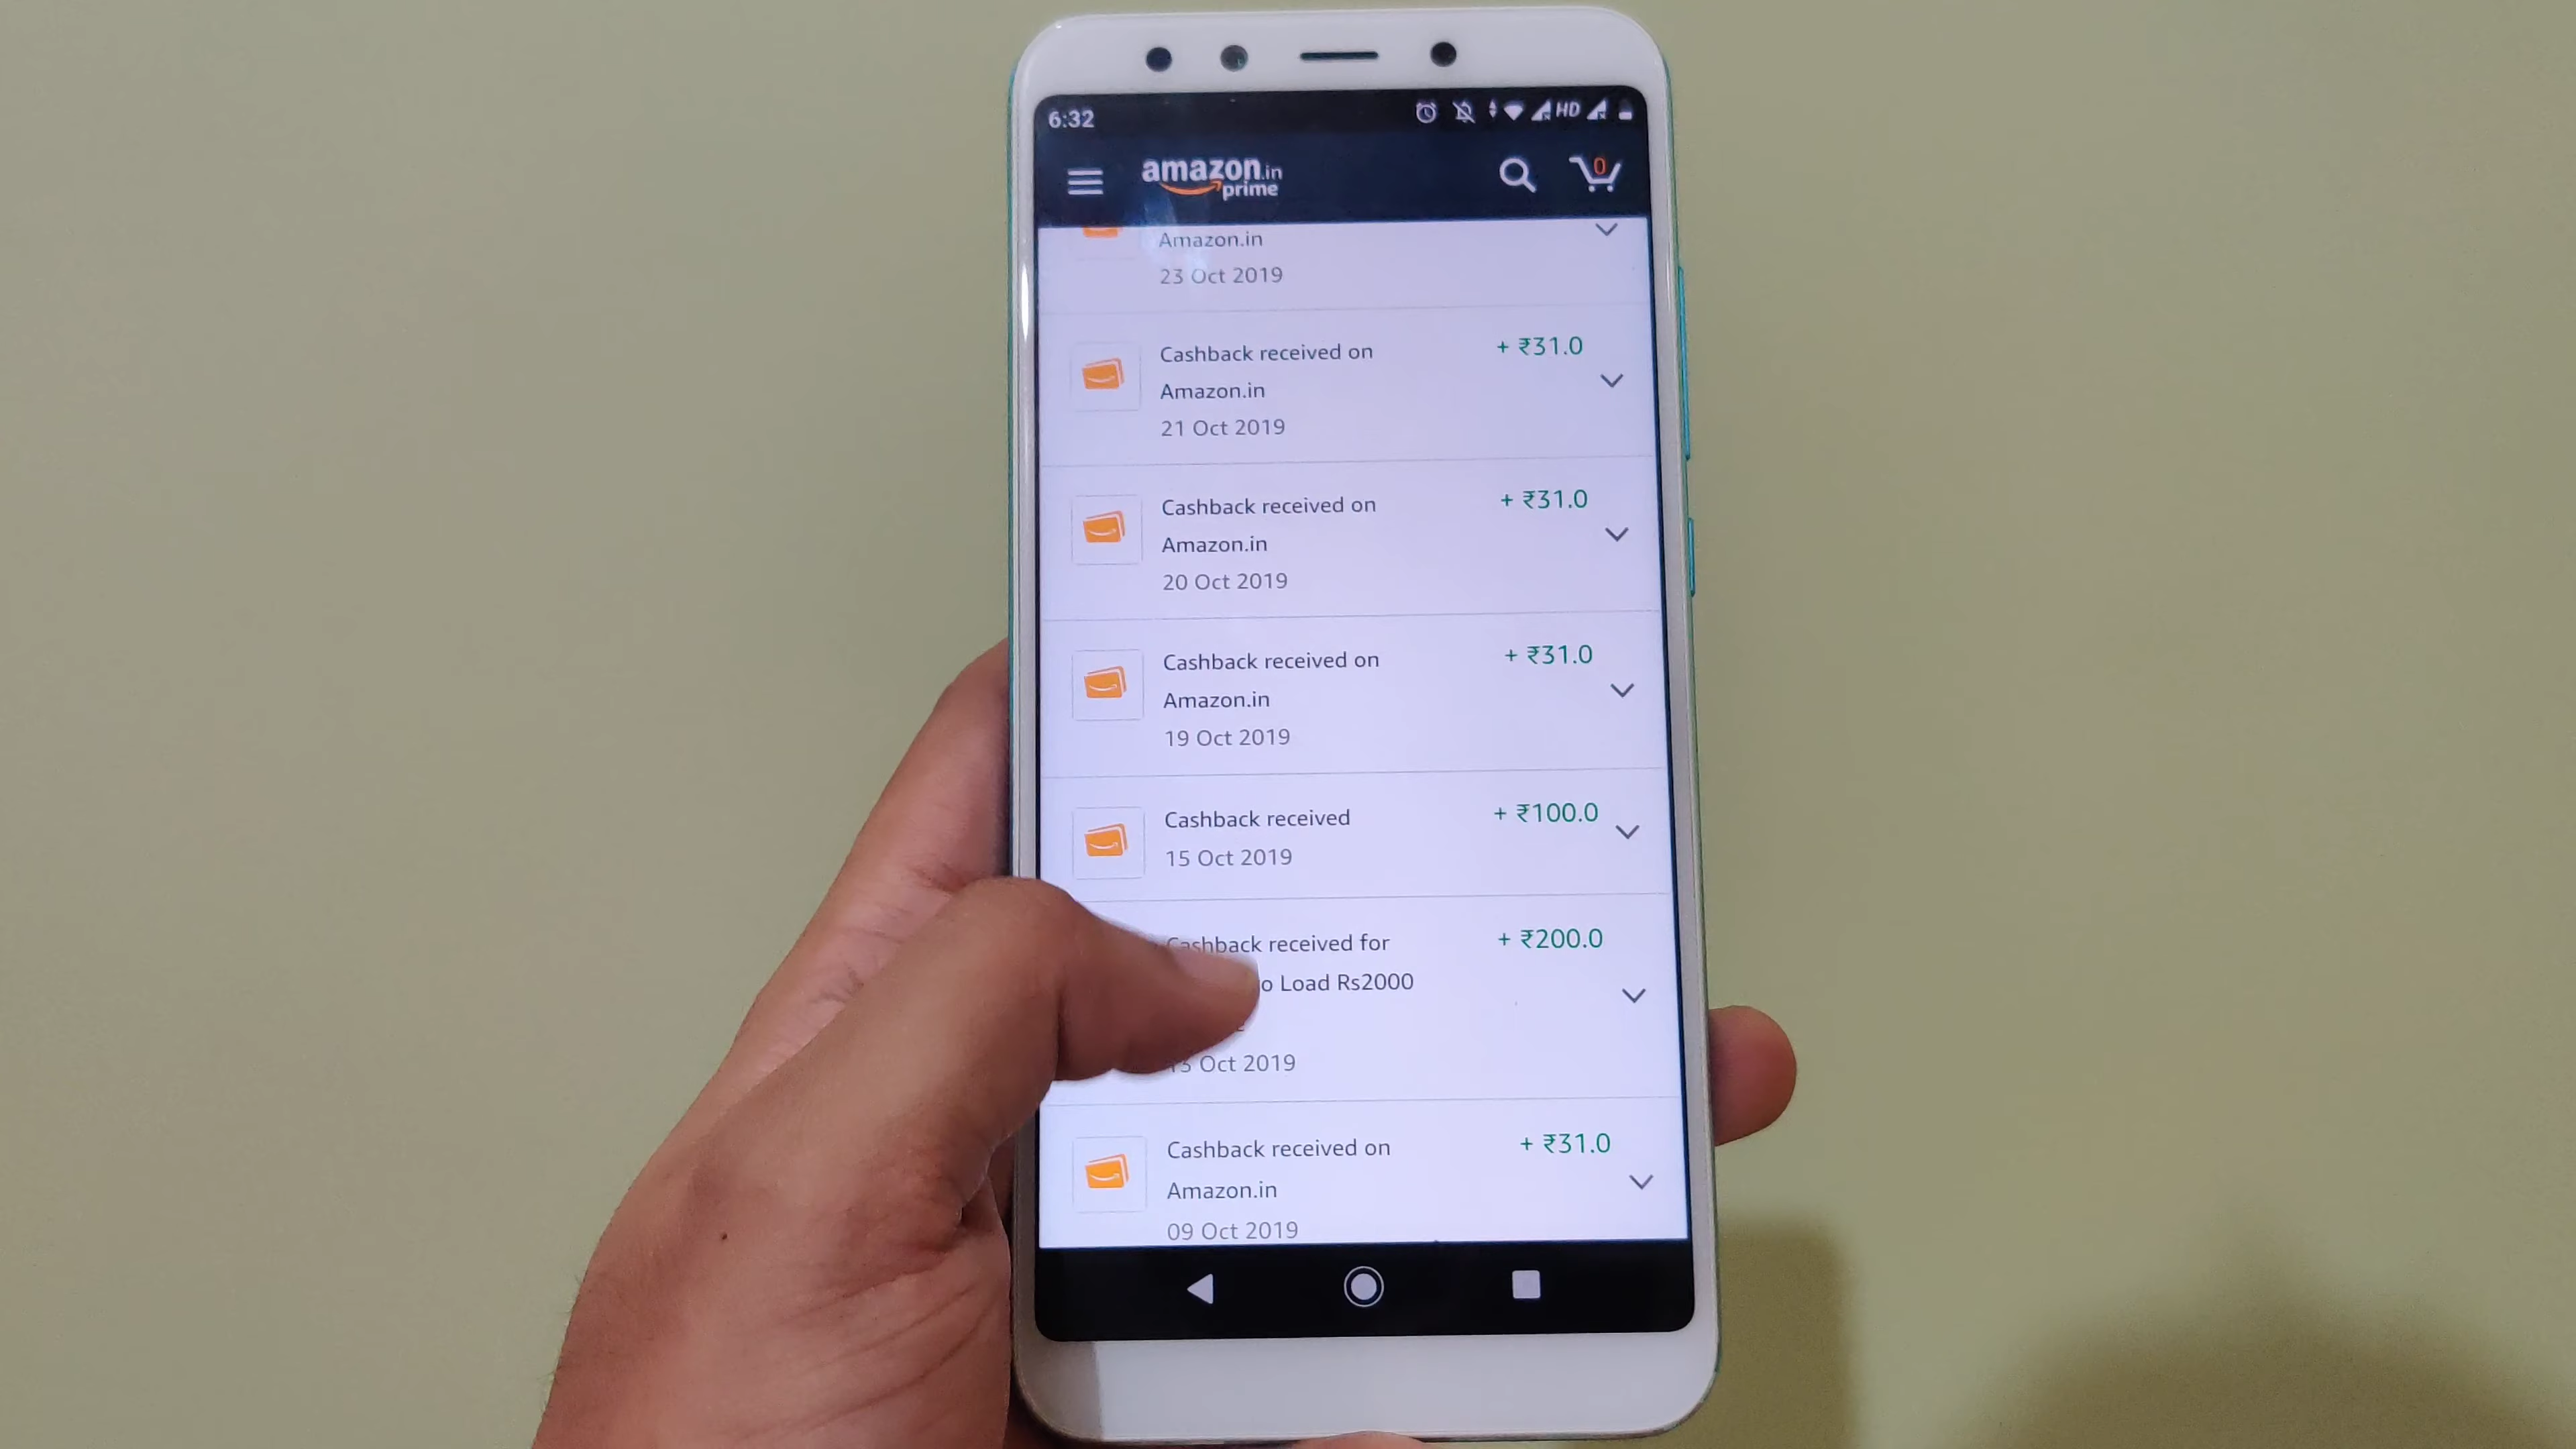 6:32
HD
amazon.in
prime
0
Amazon.in
23 Oct 2019
Cashback received on
+ ₹31.0
Amazon.in
21 Oct 2019
Cashback received on
+ ₹31.0
Amazon.in
20 Oct 2019
Cashback received on
+ ₹31.0
Amazon.in
19 Oct 2019
Cashback received
+ ₹100.0
15 Oct 2019
Cashback received for
+ ₹200.0
Load Rs2000
Oct 2019
Cashback received on
+ ₹31.0
Amazon.in
09 Oct 2019